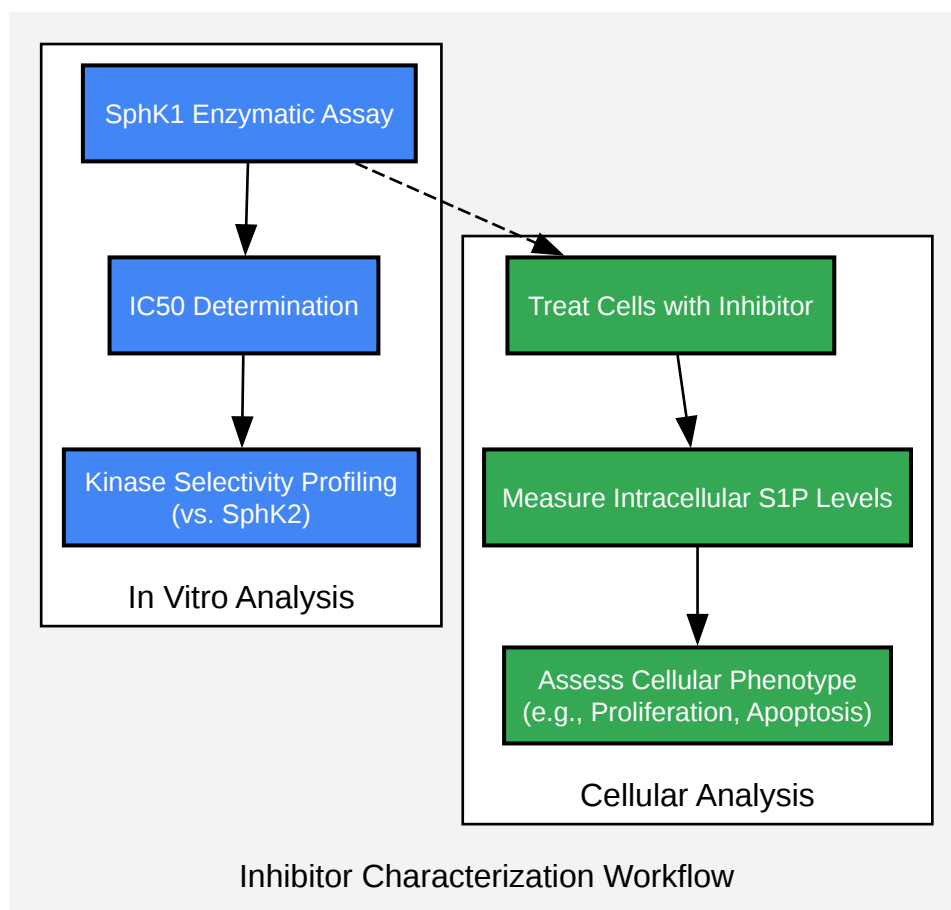 SphK1 Enzymatic Assay
IC50 Determination
Kinase Selectivity Profiling
(vs. SphK2)
In Vitro Analysis
Treat Cells with Inhibitor
Measure Intracellular S1P Levels
Assess Cellular Phenotype
(e.g., Proliferation, Apoptosis)
Cellular Analysis
Inhibitor Characterization Workflow